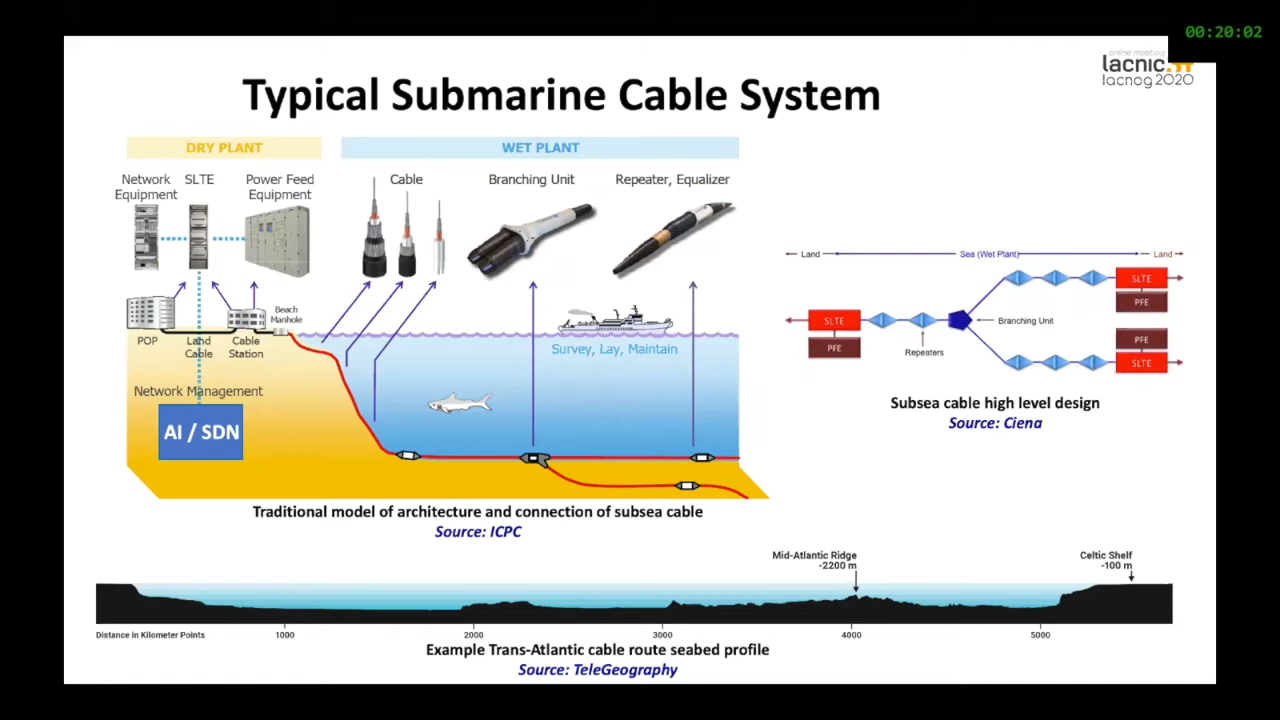 00:20:02
online meeting
lacnic.34
lacnog 2020
Typical Submarine Cable System
DRY PLANT
WET PLANT
Network Equipment
SLTE
Power Feed Equipment
Cable
Branching Unit
Repeater, Equalizer
POP
Land Cable
Cable Station
Beach Manhole
Survey, Lay, Maintain
Network Management
AI / SDN
Traditional model of architecture and connection of subsea cable
Source: ICPC
Land
Sea (Wet Plant)
Land
SLTE
PFE
SLTE
PFE
Branching Unit
Repeaters
PFE
SLTE
Subsea cable high level design
Source: Ciena
Mid-Atlantic Ridge
-2200 m
Celtic Shelf
-100 m
Distance in Kilometer Points
1000
2000
3000
4000
5000
Example Trans-Atlantic cable route seabed profile
Source: TeleGeography